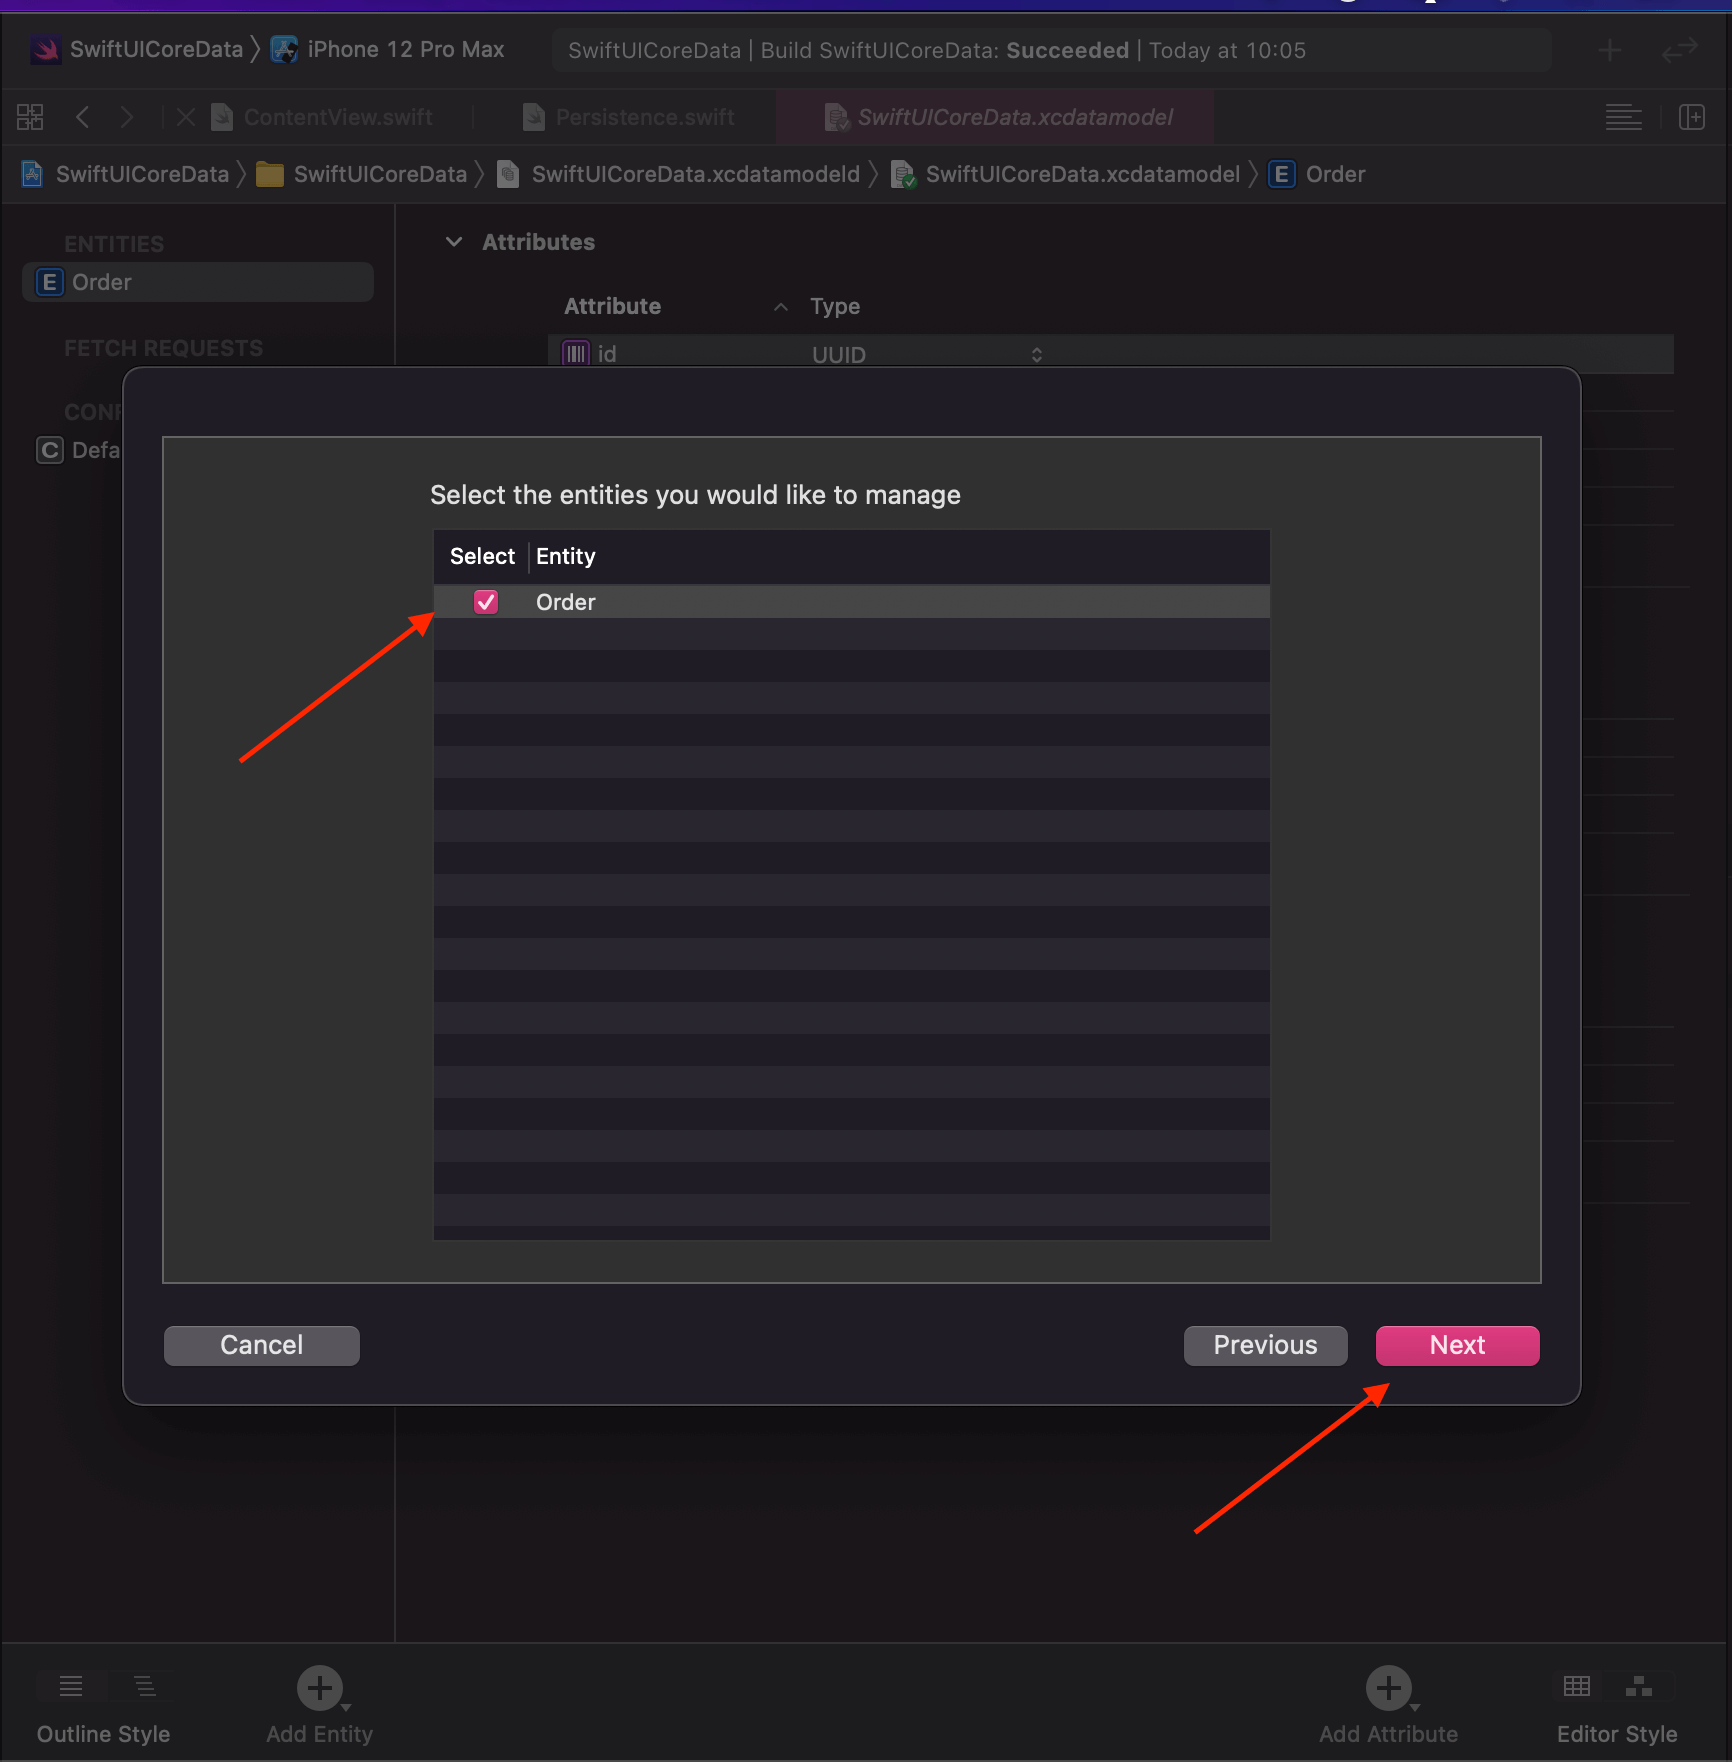 SwiftUICoreData 〉 iPhone 12 Pro Max
SwiftUICoreData | Build SwiftUICoreData: Succeeded | Today at 10:05
ContentView.swift
Persistence.swift
SwiftUICoreData.xcdatamodel
SwiftUICoreData 〉 SwiftUICoreData 〉 SwiftUICoreData.xcdatamodeld 〉 SwiftUICoreData.xcdatamodel 〉 E Order
ENTITIES
E Order
FETCH REQUESTS
CONF
C Defa
Attributes
Attribute Type
id UUID
Select the entities you would like to manage
Select Entity
Order
Cancel
Previous
Next
Outline Style
Add Entity
Add Attribute
Editor Style